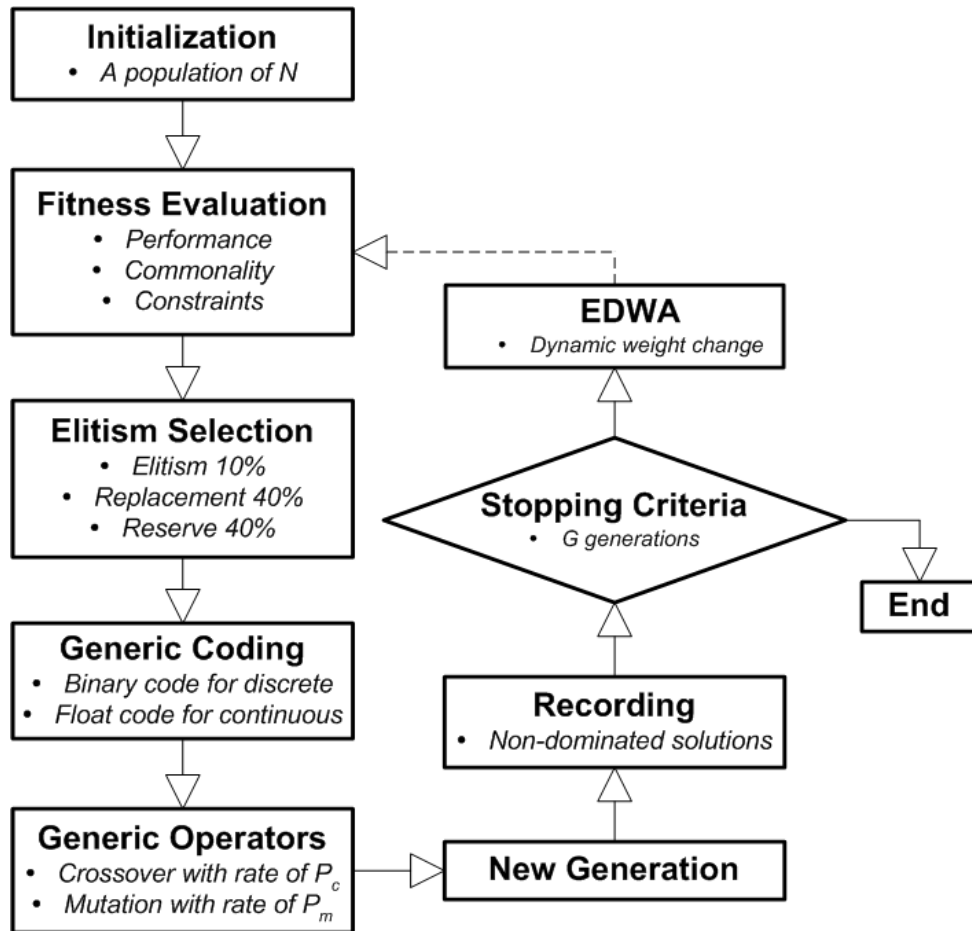 Initialization
• A population of N
Fitness Evaluation
• Performance
• Commonality
• Constraints
Elitism Selection
• Elitism 10%
• Replacement 40%
• Reserve 40%
Generic Coding
• Binary code for discrete
• Float code for continuous
Generic Operators
• Crossover with rate of P_c
• Mutation with rate of P_m
New Generation
Recording
• Non-dominated solutions
Stopping Criteria
• G generations
EDWA
• Dynamic weight change
End